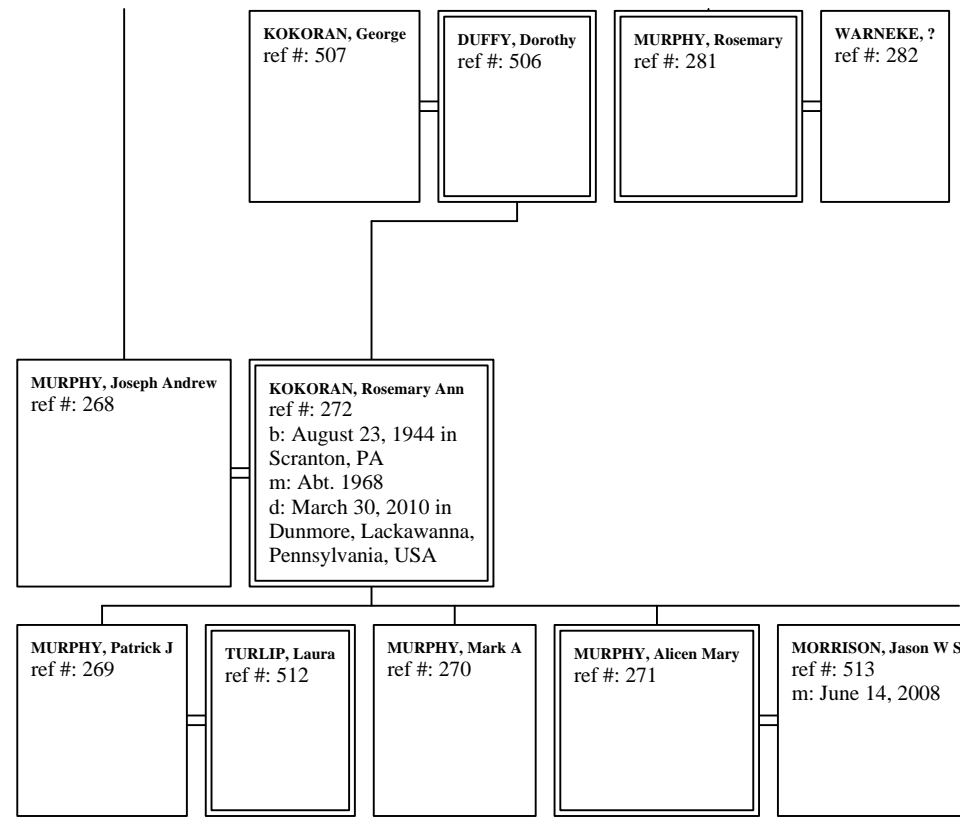 KOKORAN, George
ref #: 507
DUFFY, Dorothy
ref #: 506
MURPHY, Rosemary
ref #: 281
WARNEKE, ?
ref #: 282
MURPHY, Joseph Andrew
ref #: 268
KOKORAN, Rosemary Ann
ref #: 272
b: August 23, 1944 in
Scranton, PA
m: Abt. 1968
d: March 30, 2010 in
Dunmore, Lackawanna,
Pennsylvania, USA
MURPHY, Patrick J
ref #: 269
TURLIP, Laura
ref #: 512
MURPHY, Mark A
ref #: 270
MURPHY, Alicen Mary
ref #: 271
MORRISON, Jason W S
ref #: 513
m: June 14, 2008